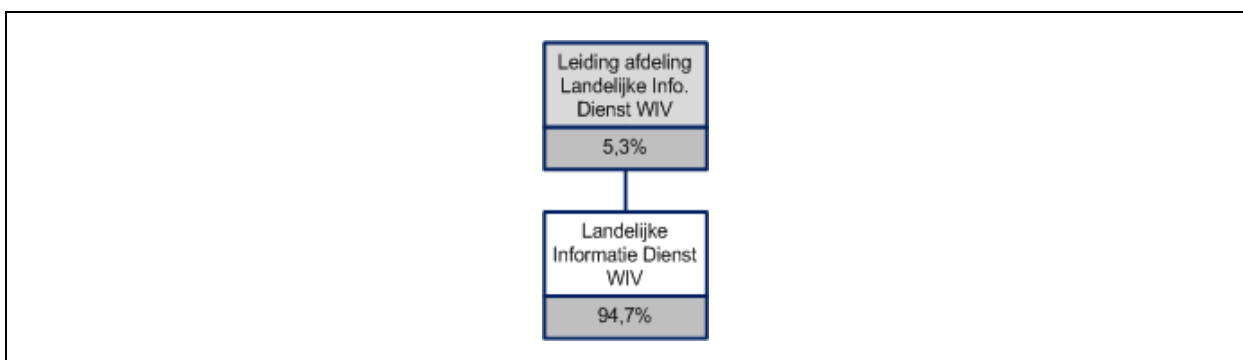 Leiding afdeling
Landelijke Info.
Dienst WIV
5,3%
Landelijke
Informatie Dienst
WIV
94,7%